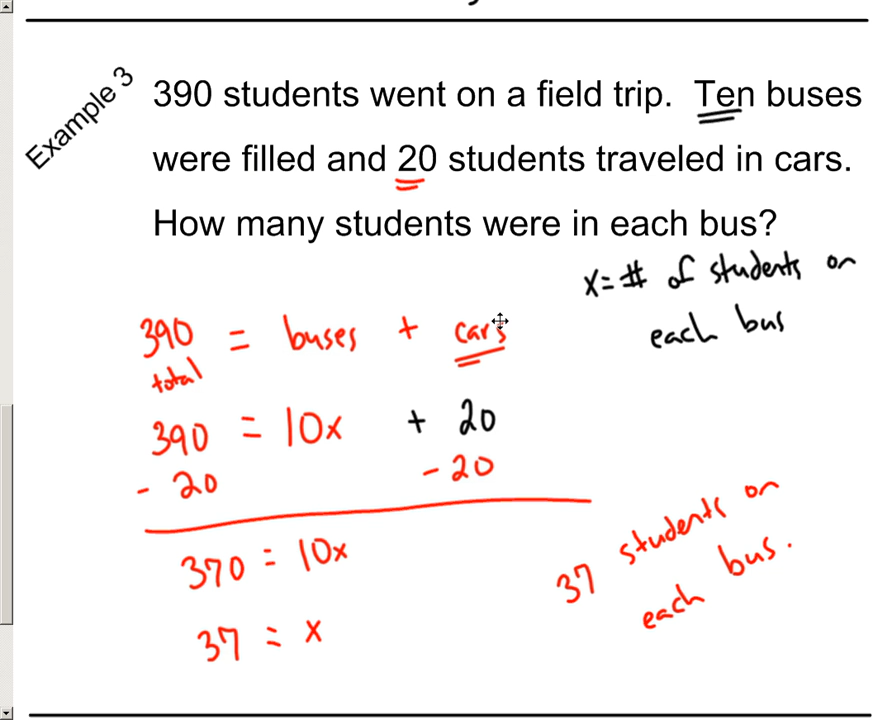 Example 3
390 students went on a field trip. Ten buses
were filled and 20 students traveled in cars.
How many students were in each bus?
x = # of students on
each bus
390 = buses + cars
total
390 = 10x + 20
- 20 - 20
370 = 10x
37 = x
37 students on
each bus.